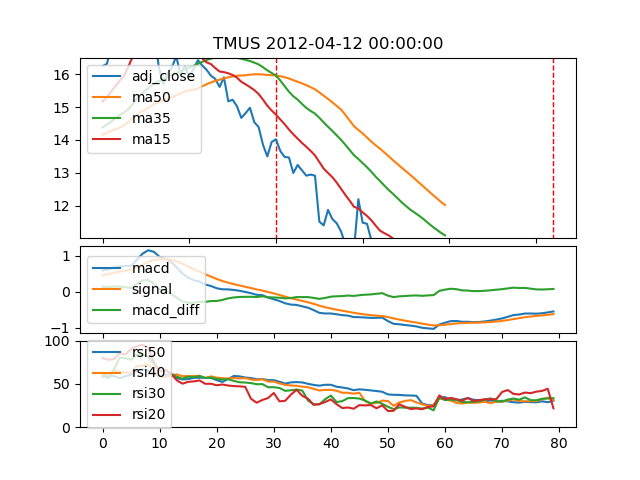 TMUS 2012-04-12 00:00:00
16
15
14
13
12
adj_close
ma50
ma35
ma15
1
0
−1
macd
signal
macd_diff
100
50
0
rsi50
rsi40
rsi30
rsi20
0 10 20 30 40 50 60 70 80